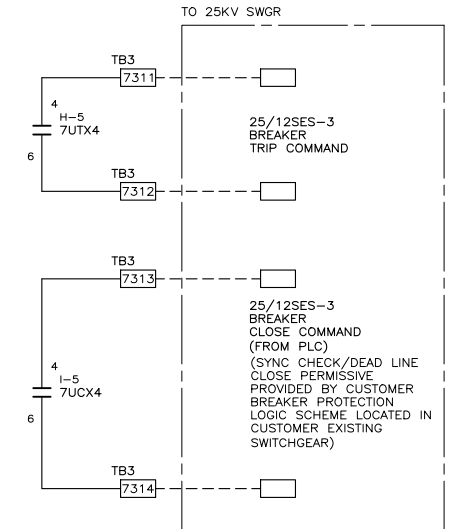 TO 25KV SWGR
TB3
7311
4
H-5
7UTX4
6
25/12SES-3
BREAKER
TRIP COMMAND
TB3
7312
TB3
7313
25/12SES-3
BREAKER
CLOSE COMMAND
(FROM PLC)
(SYNC CHECK/DEAD LINE
CLOSE PERMISSIVE
PROVIDED BY CUSTOMER
BREAKER PROTECTION
LOGIC SCHEME LOCATED IN
CUSTOMER EXISTING
SWITCHGEAR)
4
I-5
7UCX4
6
TB3
7314